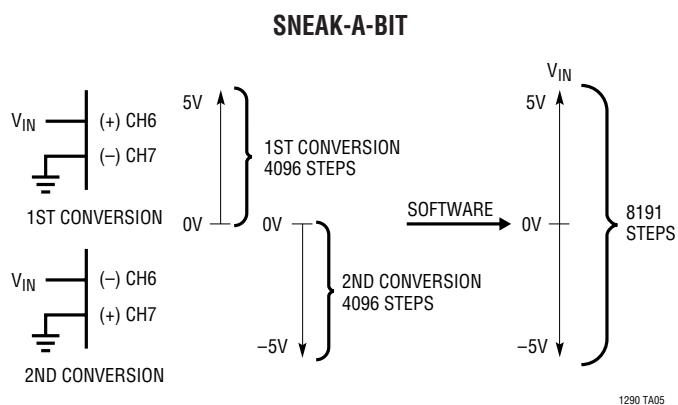 SNEAK-A-BIT
VIN
(+) CH6
(–) CH7
1ST CONVERSION
5V
0V
1ST CONVERSION
4096 STEPS
VIN
(–) CH6
(+) CH7
2ND CONVERSION
0V
–5V
2ND CONVERSION
4096 STEPS
SOFTWARE
VIN
5V
0V
–5V
8191
STEPS
1290 TA05